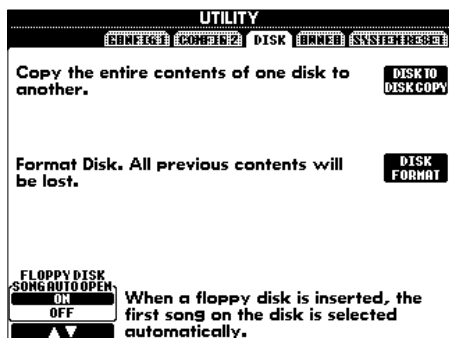 UTILITY
CONFIG 1 CONFIG 2 DISK OWNER SYSTEM RESET
Copy the entire contents of one disk to
another.
DISK TO
DISK COPY
Format Disk. All previous contents will
be lost.
DISK
FORMAT
FLOPPY DISK
SONG AUTO OPEN
ON
OFF
When a floppy disk is inserted, the
first song on the disk is selected
automatically.